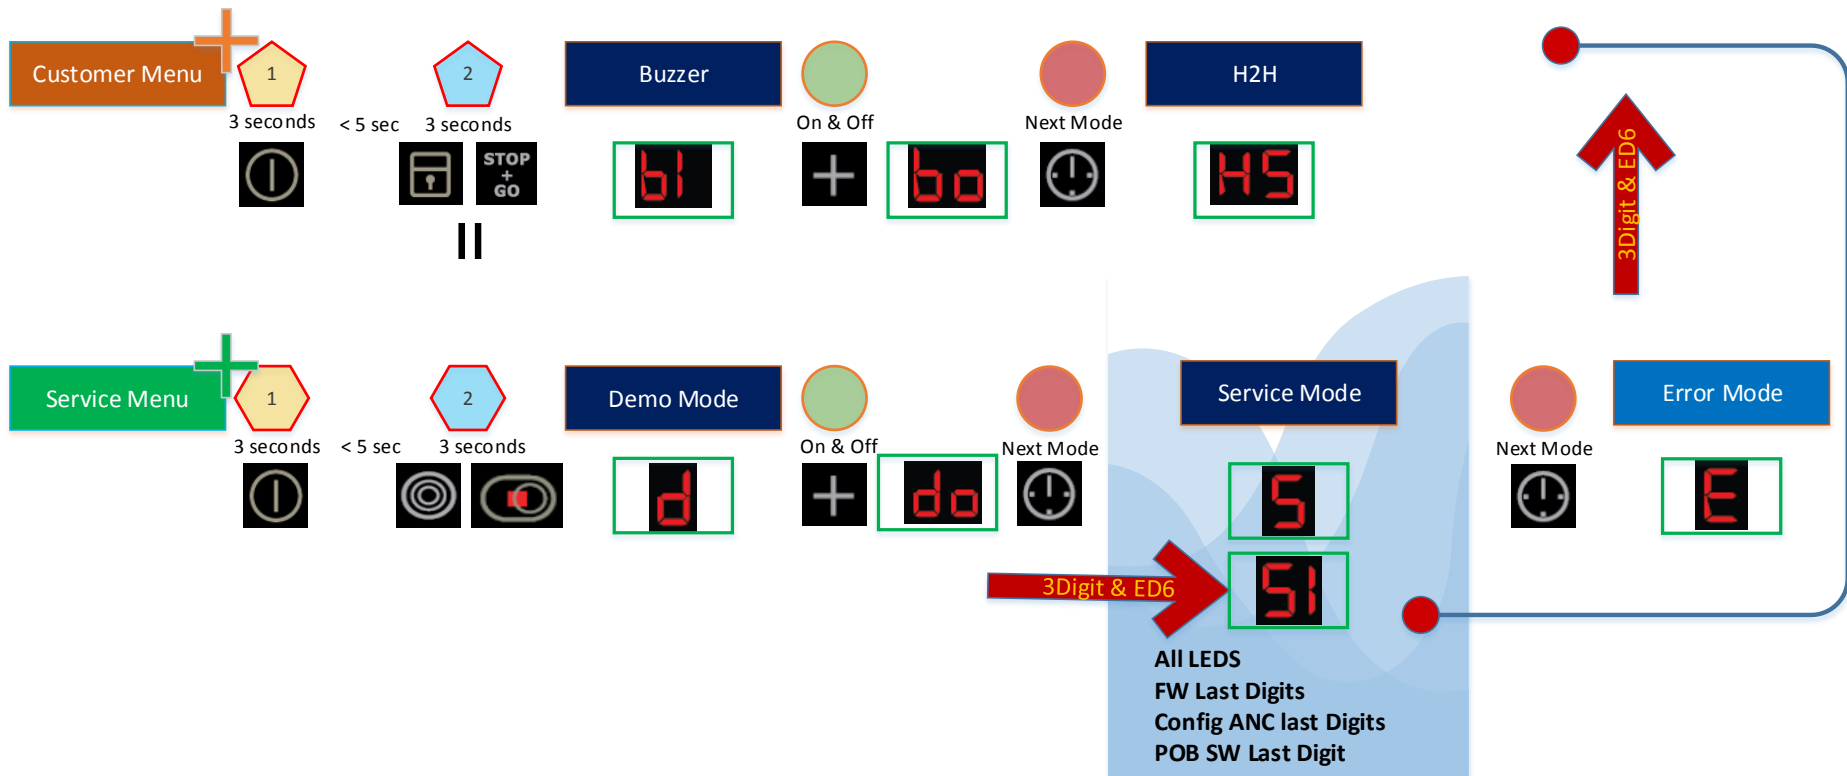 Customer Menu
1
2
Buzzer
H2H
3 seconds
< 5 sec
3 seconds
On & Off
Next Mode
STOP
+
GO
bI
bo
HS
3Digit & ED6
Service Menu
1
2
Demo Mode
Service Mode
Error Mode
3 seconds
< 5 sec
3 seconds
On & Off
Next Mode
Next Mode
d
do
S
E
3Digit & ED6
SI
All LEDS
FW Last Digits
Config ANC last Digits
POB SW Last Digit